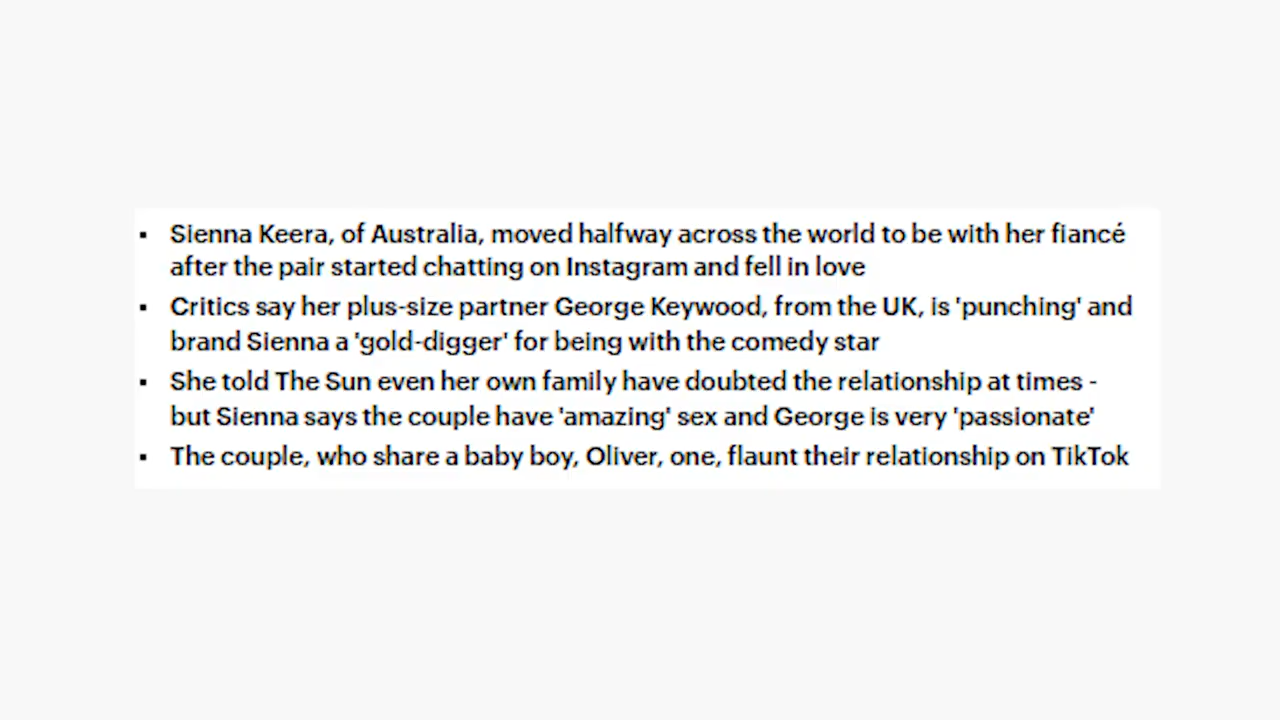 ▪ Sienna Keera, of Australia, moved halfway across the world to be with her fiancé
after the pair started chatting on Instagram and fell in love
▪ Critics say her plus-size partner George Keywood, from the UK, is 'punching' and
brand Sienna a 'gold-digger' for being with the comedy star
▪ She told The Sun even her own family have doubted the relationship at times -
but Sienna says the couple have 'amazing' sex and George is very 'passionate'
▪ The couple, who share a baby boy, Oliver, one, flaunt their relationship on TikTok